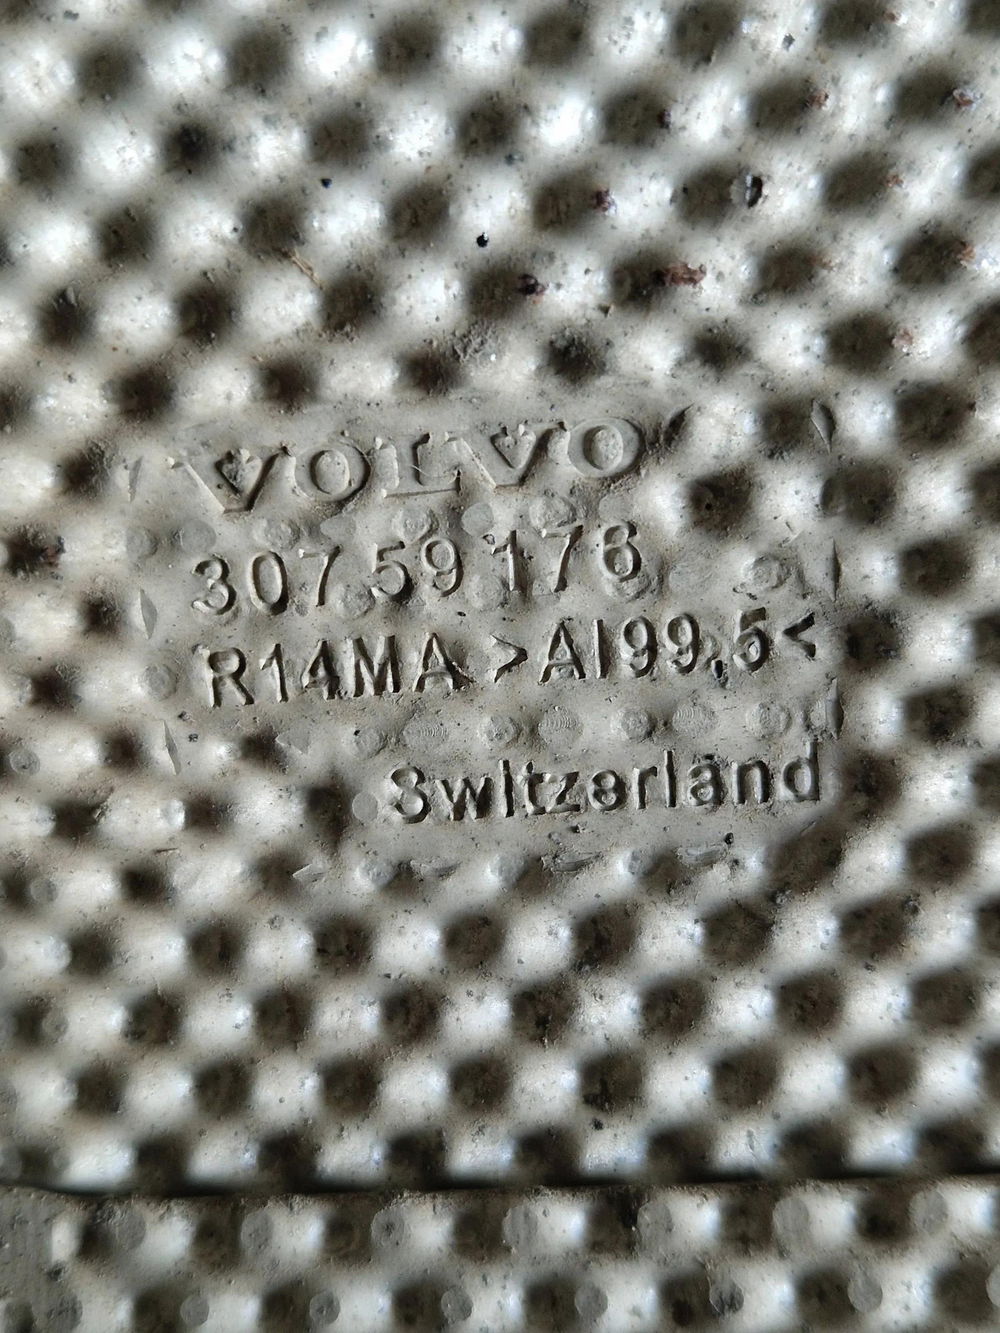 VOLVO
307 59 178
R14MA >Al99,5<
Switzerland